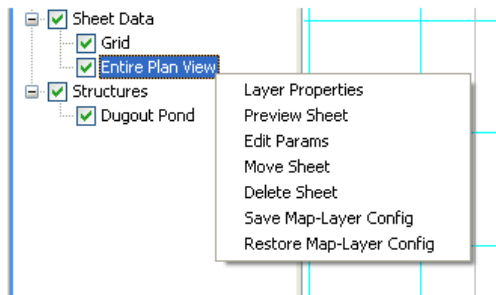 Sheet Data
Grid
Entire Plan View
Structures
Dugout Pond
Layer Properties
Preview Sheet
Edit Params
Move Sheet
Delete Sheet
Save Map-Layer Config
Restore Map-Layer Config